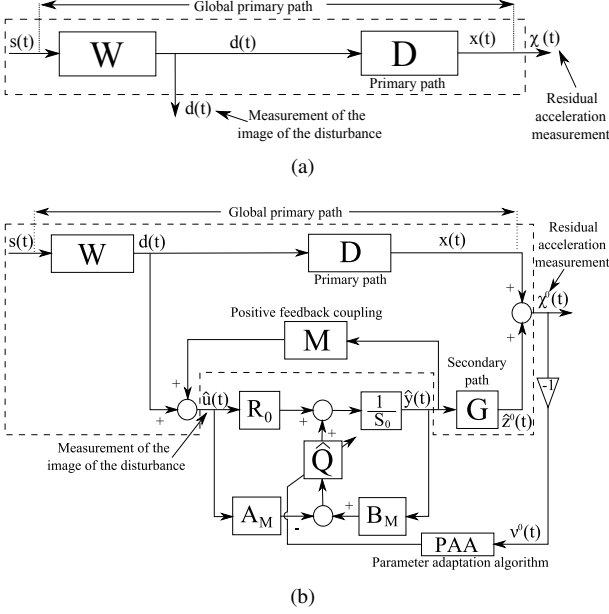 Global primary path
s(t)
W
d(t)
D
x(t)
χ (t)
Primary path
d(t)
Measurement of the
image of the disturbance
Residual
acceleration
measurement
(a)
Global primary path
Residual
acceleration
measurement
s(t)
W
d(t)
D
x(t)
Primary path
+
χ⁰(t)
+
Positive feedback coupling
M
-1
Secondary
path
+
û(t)
R₀
1
S₀
ŷ(t)
G
ẑ⁰(t)
+
+
+
Measurement of the
image of the disturbance
Q̂
A_M
-
+
B_M
ν⁰(t)
PAA
Parameter adaptation algorithm
(b)